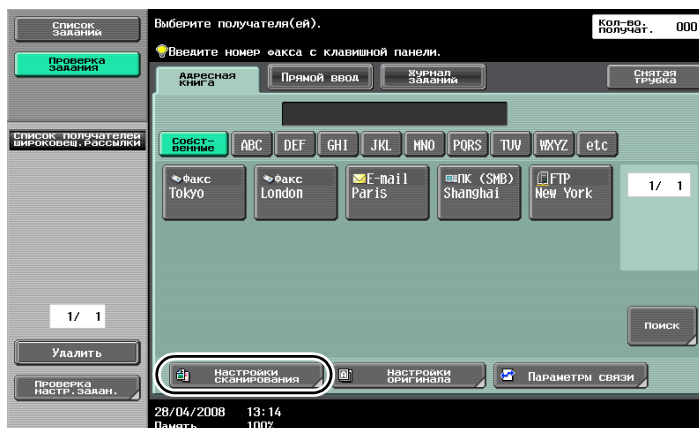 Список
заданий
Проверка
задания
Список получателей
широковещ.рассылки
1/ 1
Удалить
Проверка
настр.задан.
Выберите получателя(ей).
Кол-во.
получат. 000
Введите номер факса с клавишной панели.
Адресная
книга
Прямой ввод
Журнал
заданий
Снятая
трубка
Собст-
венные
ABC
DEF
GHI
JKL
MNO
PQRS
TUV
WXYZ
etc
Факс
Tokyo
Факс
London
E-mail
Paris
ПК (SMB)
Shanghai
FTP
New York
1/ 1
Поиск
Настройки
сканирования
Настройки
оригинала
Параметры связи
28/04/2008 13:14
Память 100%